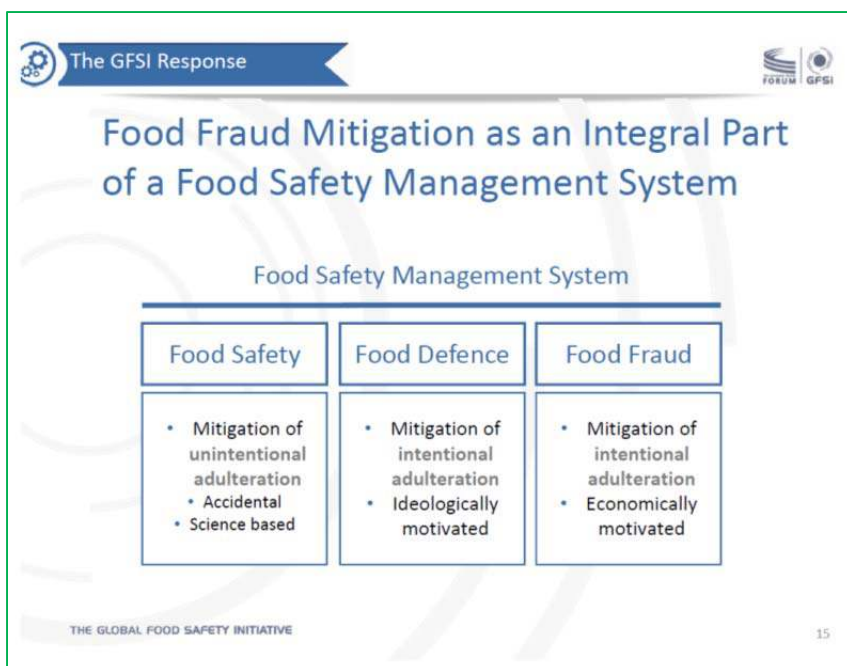 The GFSI Response
FORUM GFSi
Food Fraud Mitigation as an Integral Part
of a Food Safety Management System
Food Safety Management System
Food Safety
• Mitigation of
unintentional
adulteration
• Accidental
• Science based
Food Defence
• Mitigation of
intentional
adulteration
• Ideologically
motivated
Food Fraud
• Mitigation of
intentional
adulteration
• Economically
motivated
THE GLOBAL FOOD SAFETY INITIATIVE
15